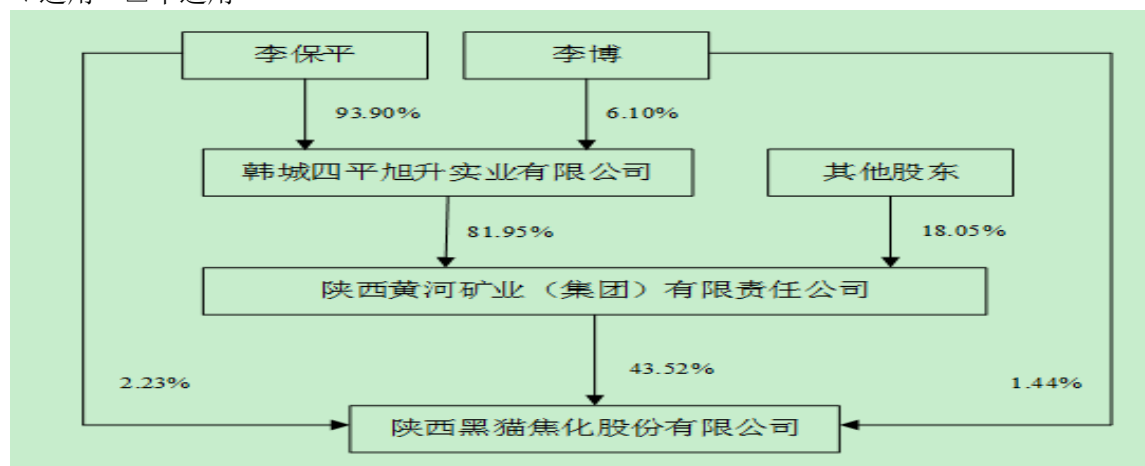 李保平
李博
93.90%
6.10%
韩城四平旭升实业有限公司
其他股东
81.95%
18.05%
陕西黄河矿业（集团）有限责任公司
43.52%
2.23%
1.44%
陕西黑猫焦化股份有限公司